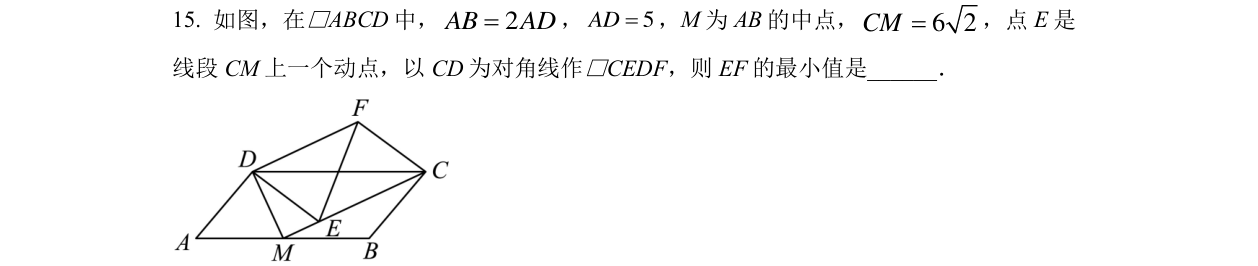 15. 如图，在□ABCD 中，AB = 2AD，AD = 5，M 为 AB 的中点，CM = 6√2，点 E 是
线段 CM 上一个动点，以 CD 为对角线作□CEDF，则 EF 的最小值是______．
F
D
C
E
A
M
B